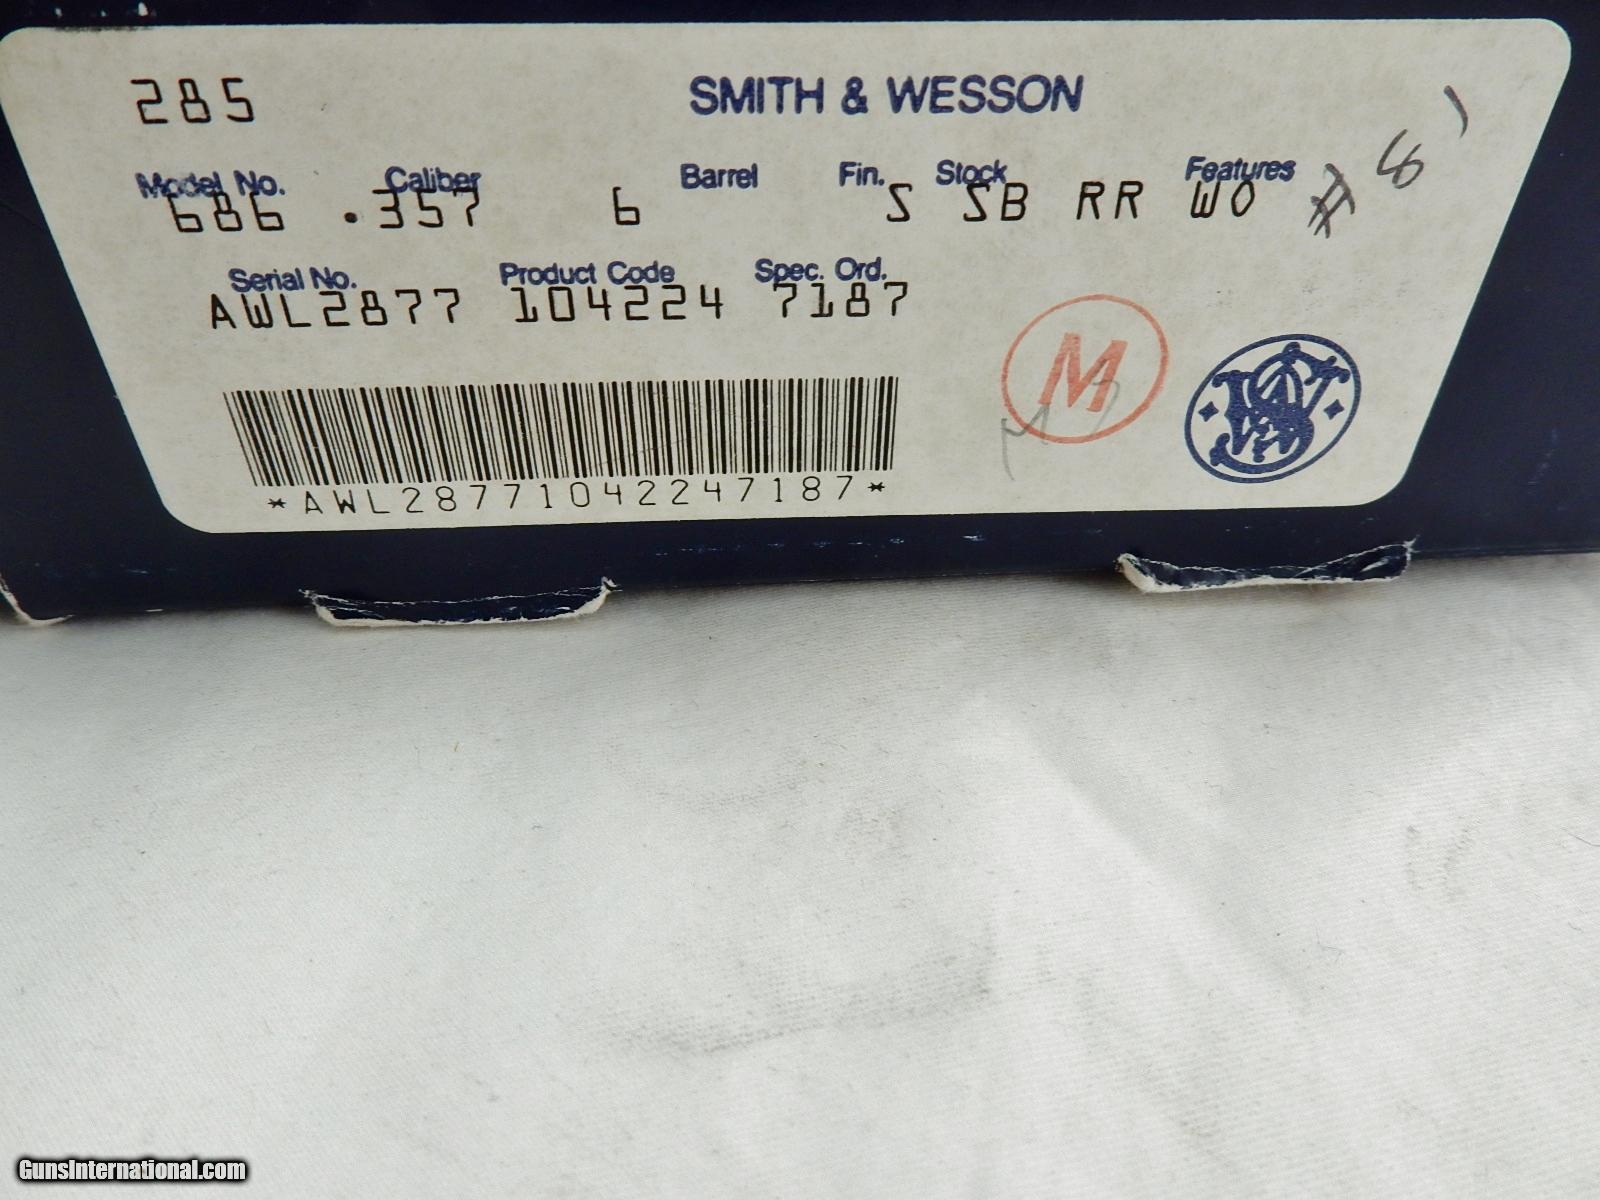 285
SMITH & WESSON
Model No. Caliber Barrel Fin. Stock Features
686 .357 6 S SB RR WO # 8'
Serial No. Product Code Spec. Ord.
AWL2877 104224 7187
M
*AWL28771042247187*
GunsInternational.com